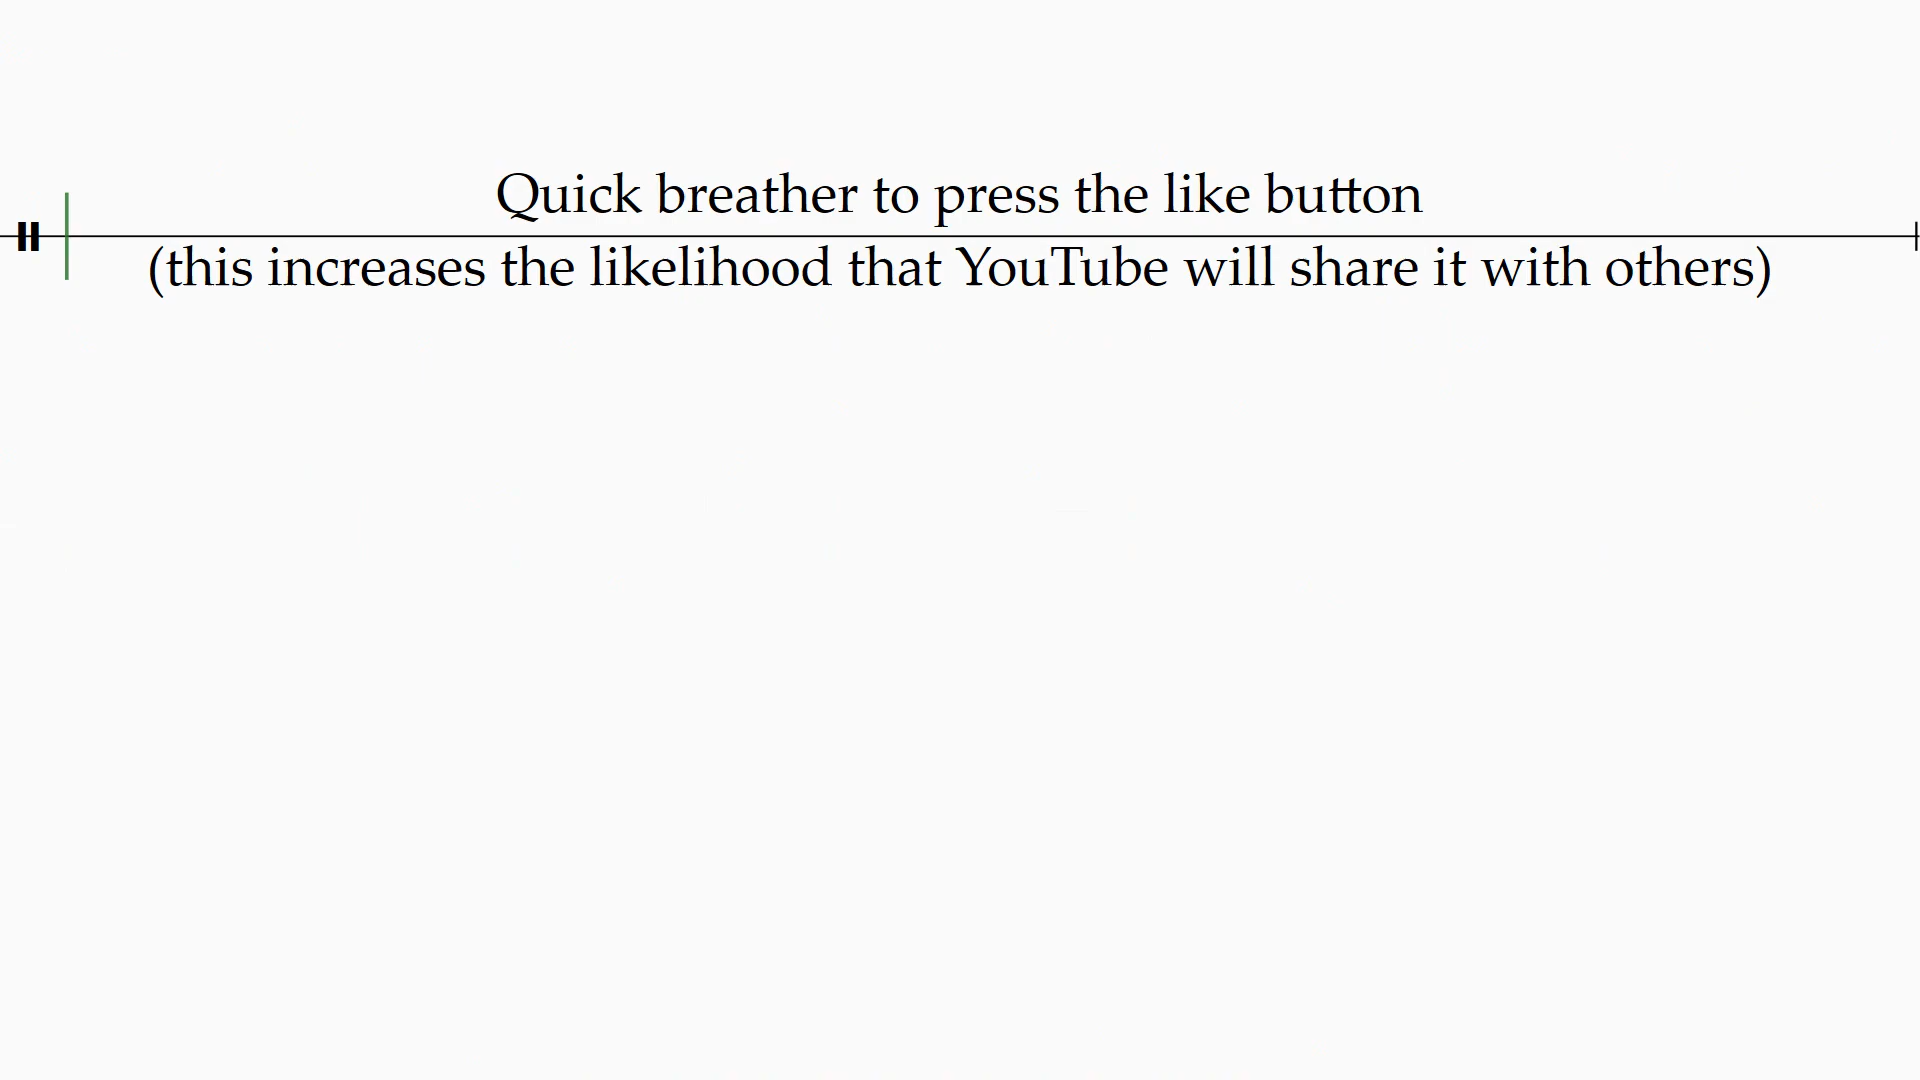 Quick breather to press the like button
(this increases the likelihood that YouTube will share it with others)